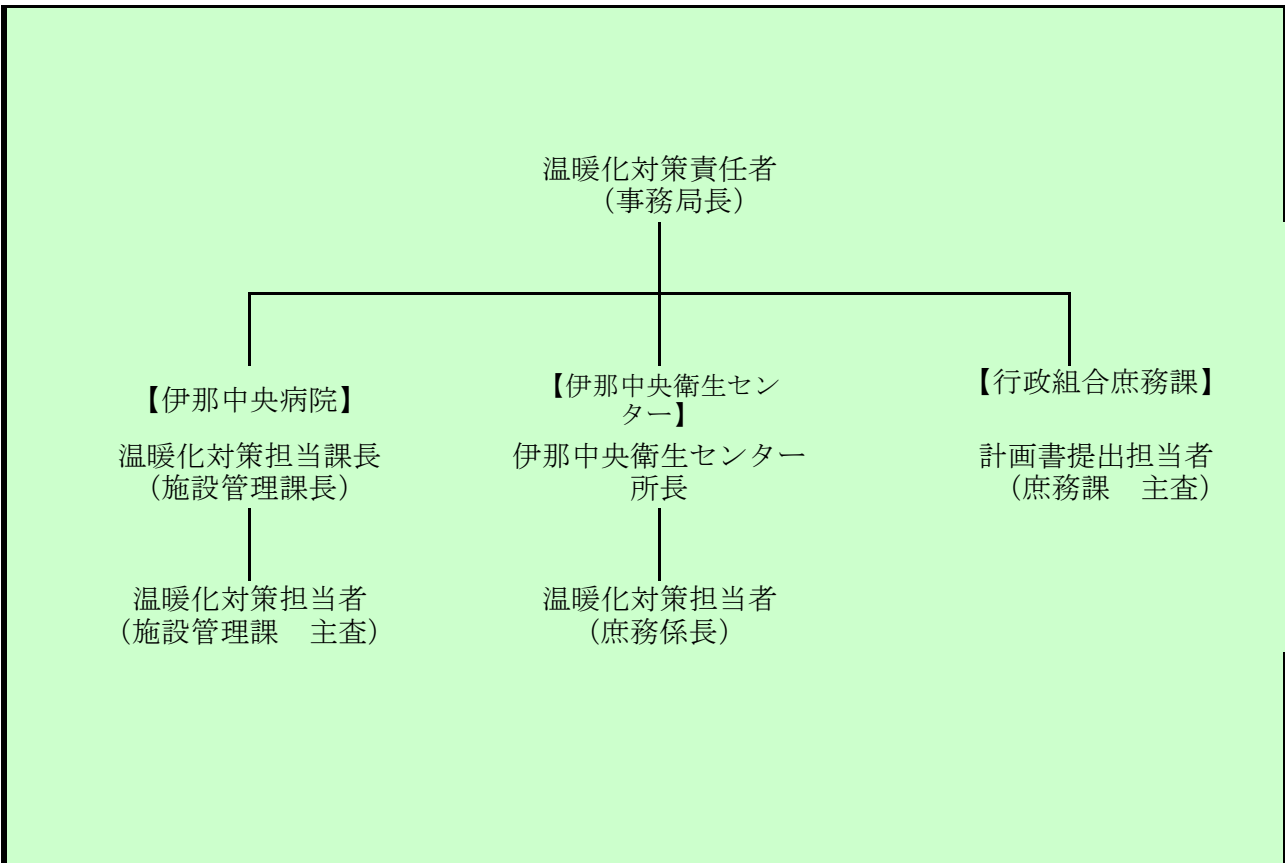 温暖化対策責任者
（事務局長）
【伊那中央病院】
温暖化対策担当課長
（施設管理課長）
温暖化対策担当者
（施設管理課　主査）
【伊那中央衛生セン
ター】
伊那中央衛生センター
所長
温暖化対策担当者
（庶務係長）
【行政組合庶務課】
計画書提出担当者
（庶務課　主査）